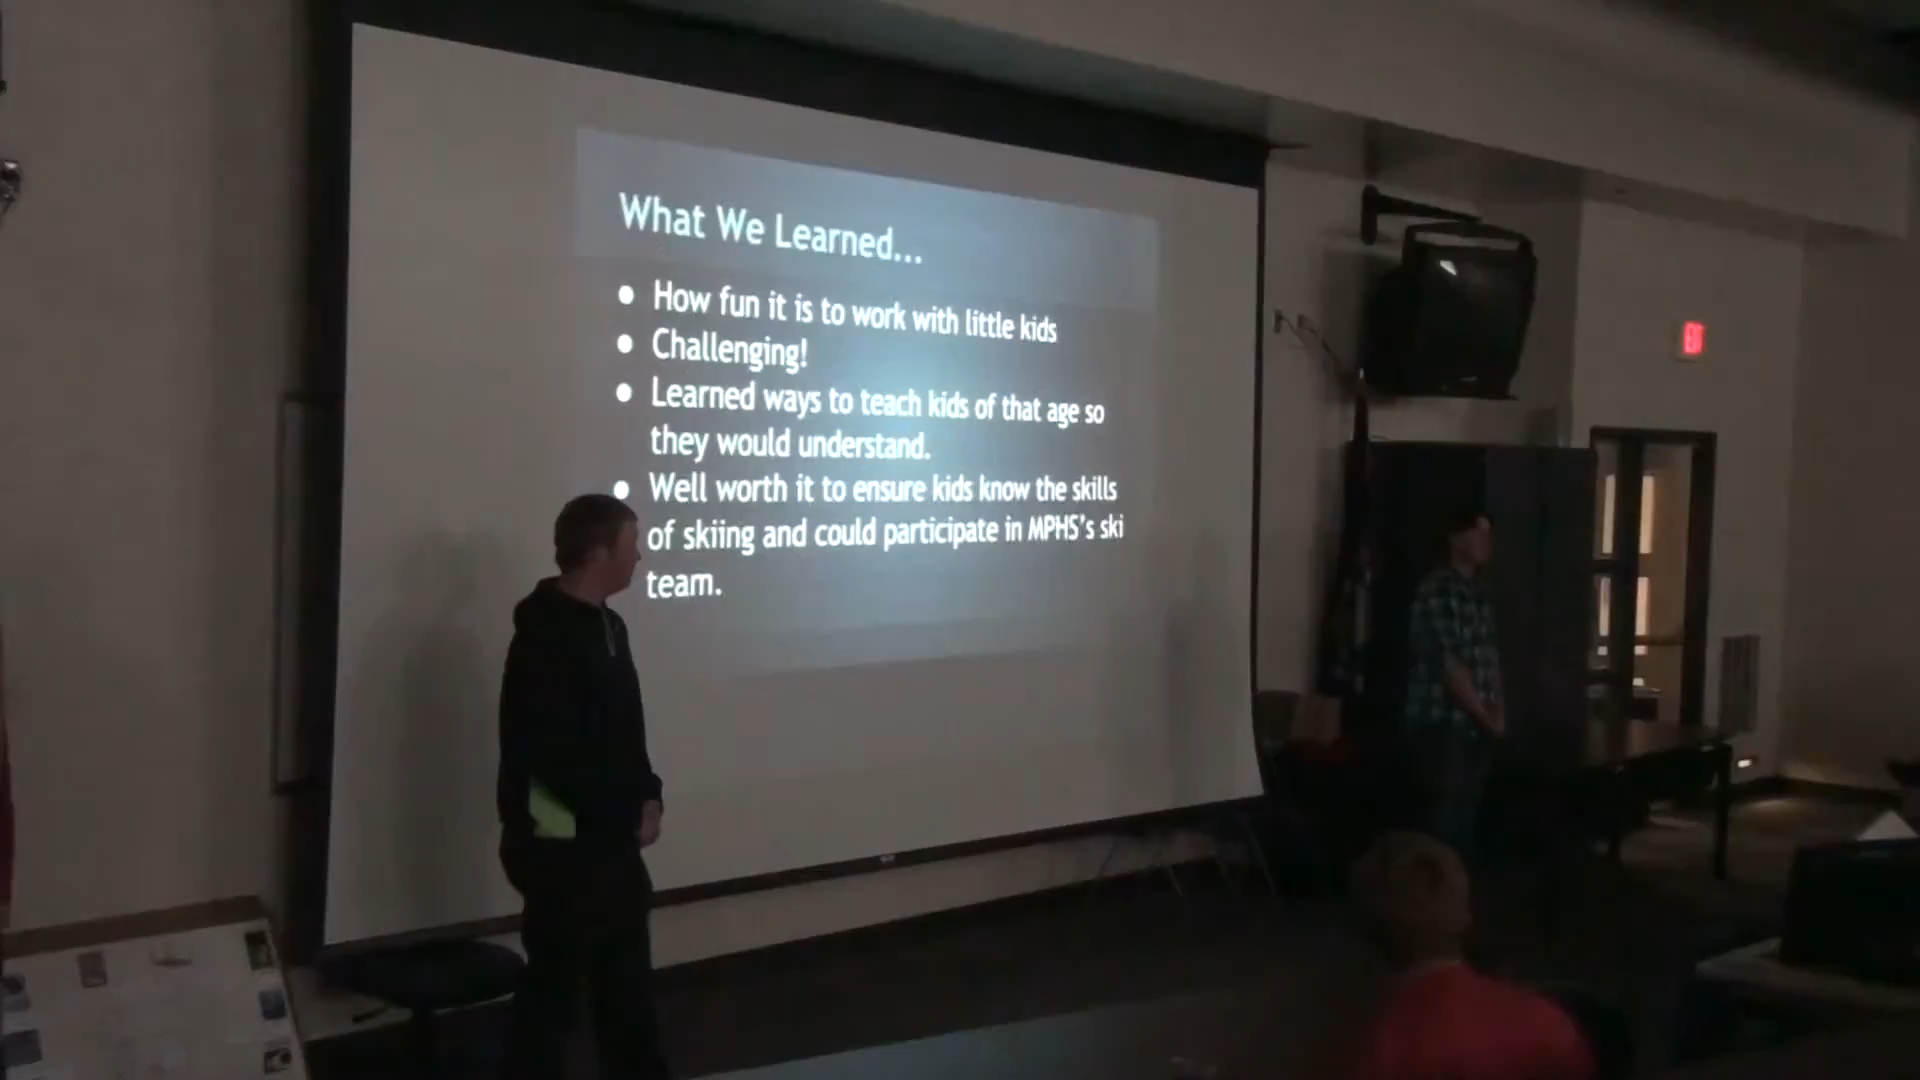 What We Learned...
● How fun it is to work with little kids
● Challenging!
● Learned ways to teach kids of that age so
they would understand.
● Well worth it to ensure kids know the skills
of skiing and could participate in MPHS's ski
team.
EXIT